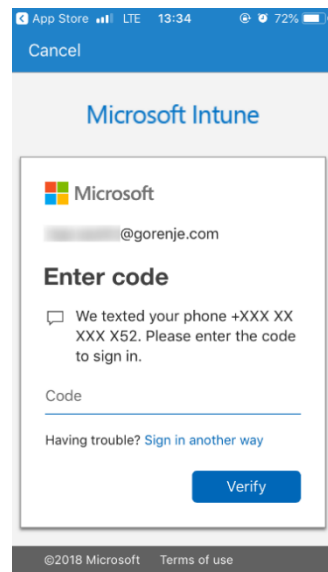 App Store LTE 13:34 72%
Cancel
Microsoft Intune
Microsoft
@gorenje.com
Enter code
We texted your phone +XXX XX
XXX X52. Please enter the code
to sign in.
Code
Having trouble? Sign in another way
Verify
©2018 Microsoft Terms of use